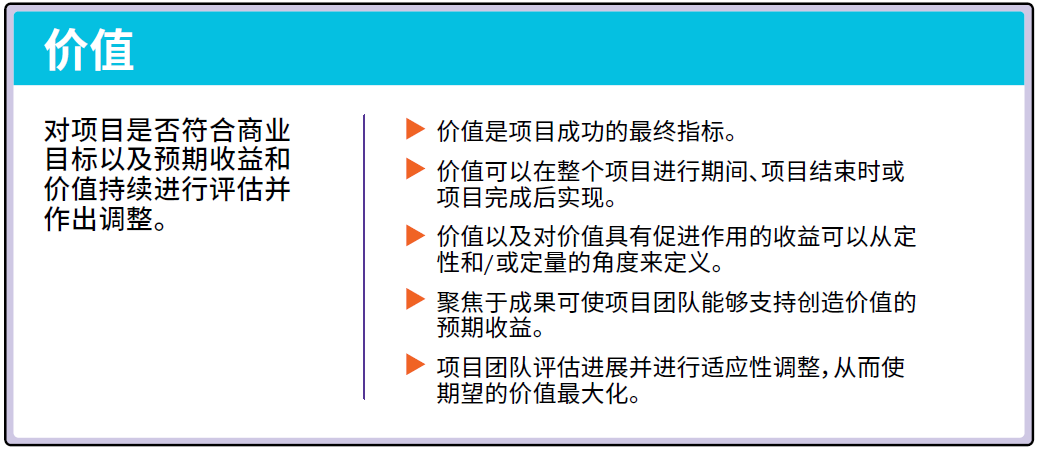 价值
对项目是否符合商业
目标以及预期收益和
价值持续进行评估并
作出调整。
价值是项目成功的最终指标。
价值可以在整个项目进行期间、项目结束时或
项目完成后实现。
价值以及对价值具有促进作用的收益可以从定
性和/或定量的角度来定义。
聚焦于成果可使项目团队能够支持创造价值的
预期收益。
项目团队评估进展并进行适应性调整，从而使
期望的价值最大化。